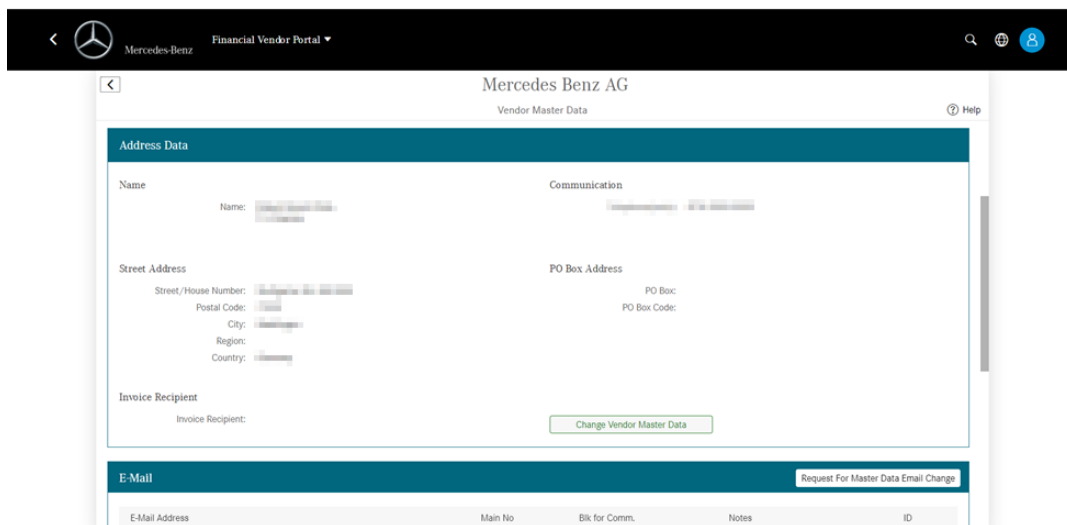 Mercedes-Benz
Financial Vendor Portal
Mercedes Benz AG
Vendor Master Data
Help
Address Data
Name
Communication
Name:
Street Address
PO Box Address
Street/House Number:
PO Box:
Postal Code:
PO Box Code:
City:
Region:
Country:
Invoice Recipient
Invoice Recipient:
Change Vendor Master Data
E-Mail
Request For Master Data Email Change
E-Mail Address Main No Blk for Comm. Notes ID